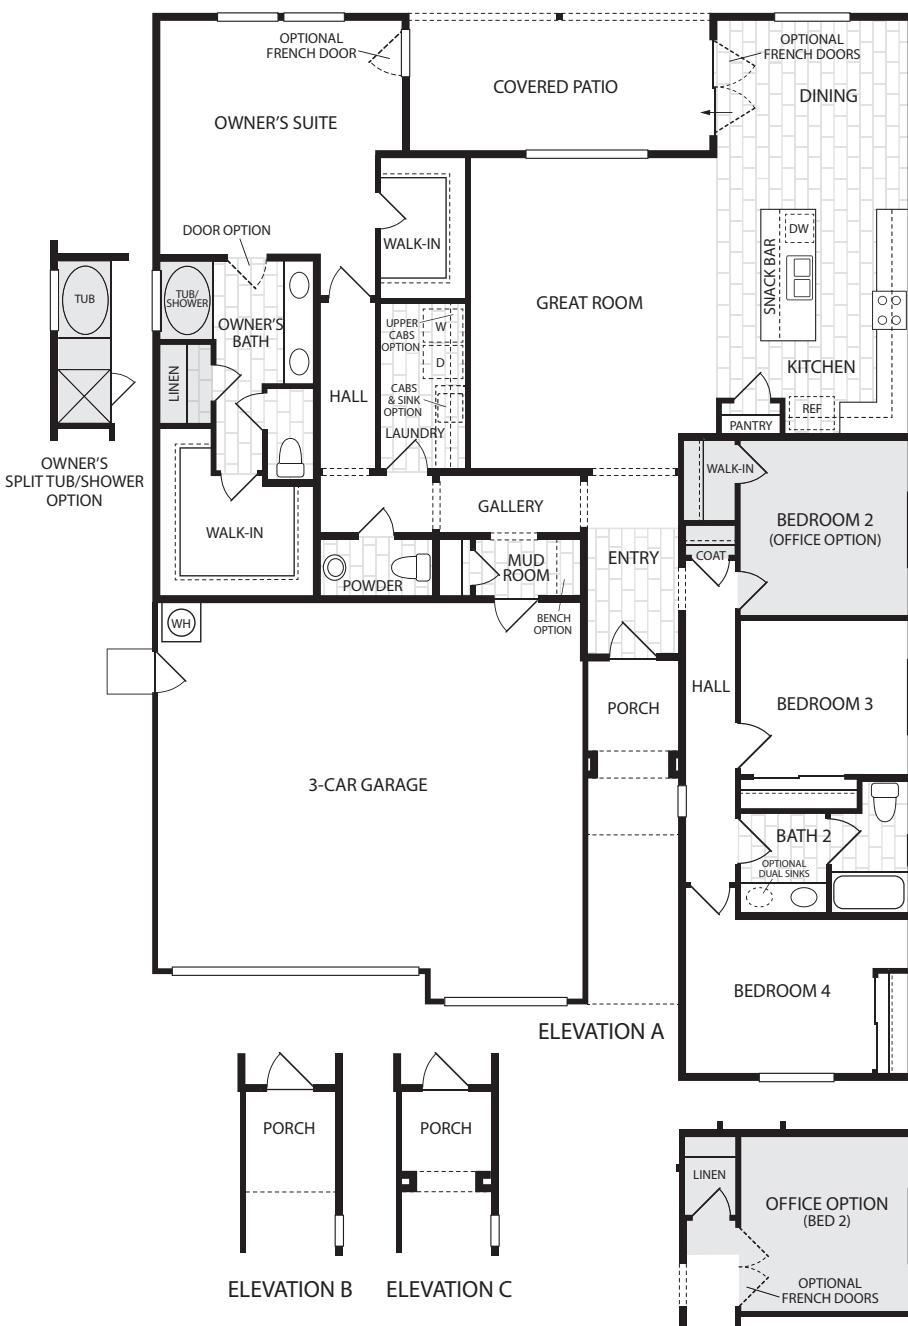 OPTIONAL
FRENCH DOOR
OPTIONAL
FRENCH DOORS
COVERED PATIO
DINING
OWNER'S SUITE
DOOR OPTION
WALK-IN
DW
SNACK BAR
TUB
TUB/
SHOWER
GREAT ROOM
OWNER'S
BATH
UPPER
CABS
OPTION
W
D
LINEN
HALL
CABS
& SINK
OPTION
LAUNDRY
KITCHEN
REF
PANTRY
OWNER'S
SPLIT TUB/SHOWER
OPTION
WALK-IN
WALK-IN
GALLERY
BEDROOM 2
(OFFICE OPTION)
COAT
ENTRY
MUD
ROOM
POWDER
BENCH
OPTION
WH
HALL
PORCH
BEDROOM 3
3-CAR GARAGE
BATH 2
OPTIONAL
DUAL SINKS
BEDROOM 4
ELEVATION A
PORCH
PORCH
LINEN
OFFICE OPTION
(BED 2)
OPTIONAL
FRENCH DOORS
ELEVATION B
ELEVATION C